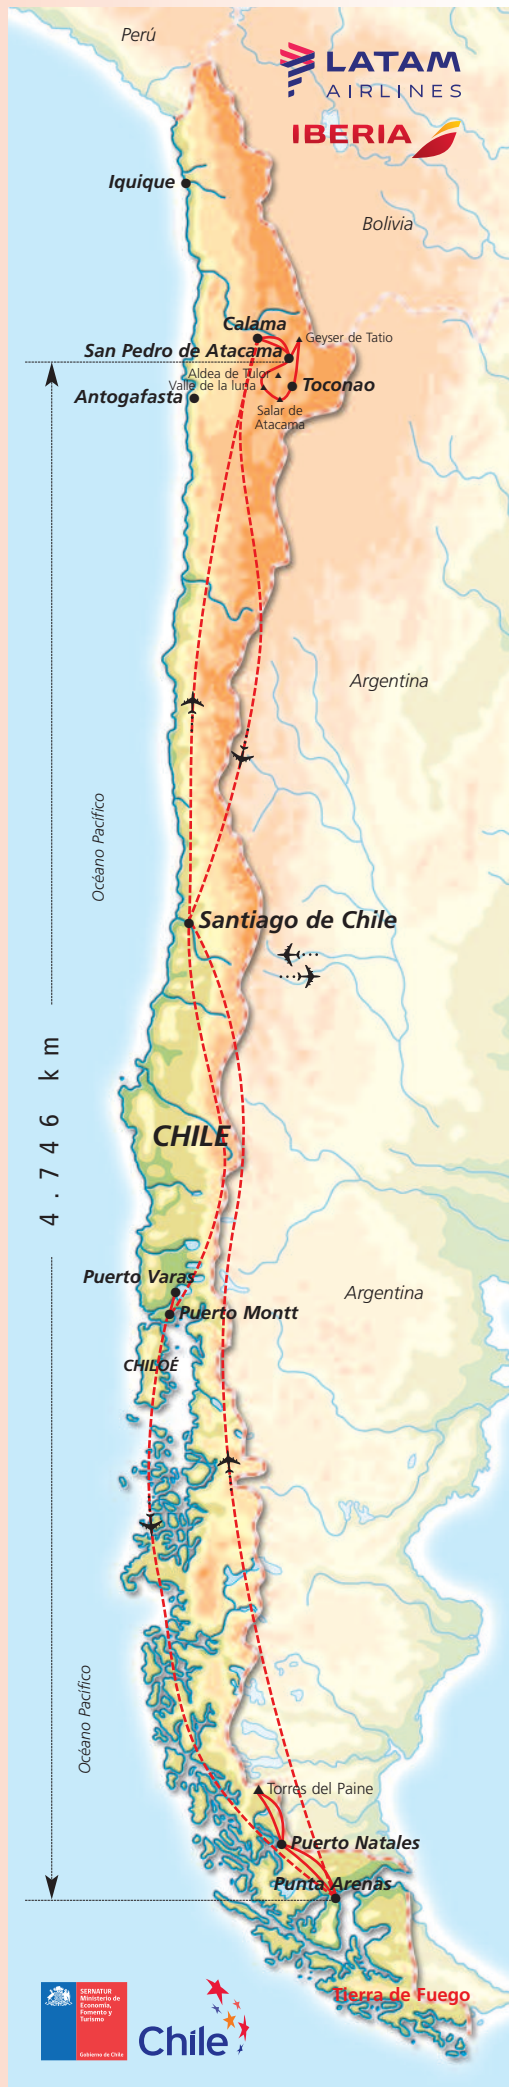 Perú
LATAM
AIRLINES
IBERIA
Iquique
Bolivia
Calama
Geyser de Tatio
San Pedro de Atacama
Aldea de Tulor
Valle de la luna
Toconao
Antogafasta
Salar de
Atacama
Argentina
Océano Pacífico
Santiago de Chile
4.746 km
CHILE
Puerto Varas
Argentina
Puerto Montt
CHILOÉ
Océano Pacífico
Torres del Paine
Puerto Natales
Punta Arenas
Tierra de Fuego
SERNATUR
Ministerio de
Economía,
Fomento y
Turismo
Gobierno de Chile
Chile